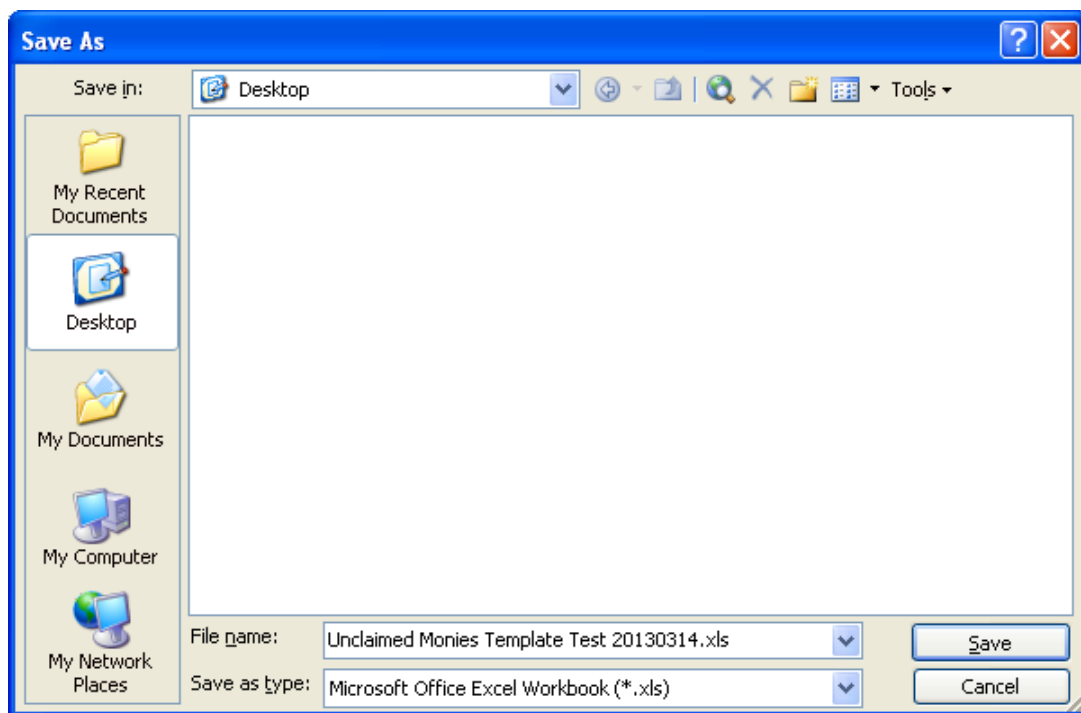 Save As
Save in:
Desktop
Tools
My Recent
Documents
Desktop
My Documents
My Computer
My Network
Places
File name:
Unclaimed Monies Template Test 20130314.xls
Save
Save as type:
Microsoft Office Excel Workbook (*.xls)
Cancel